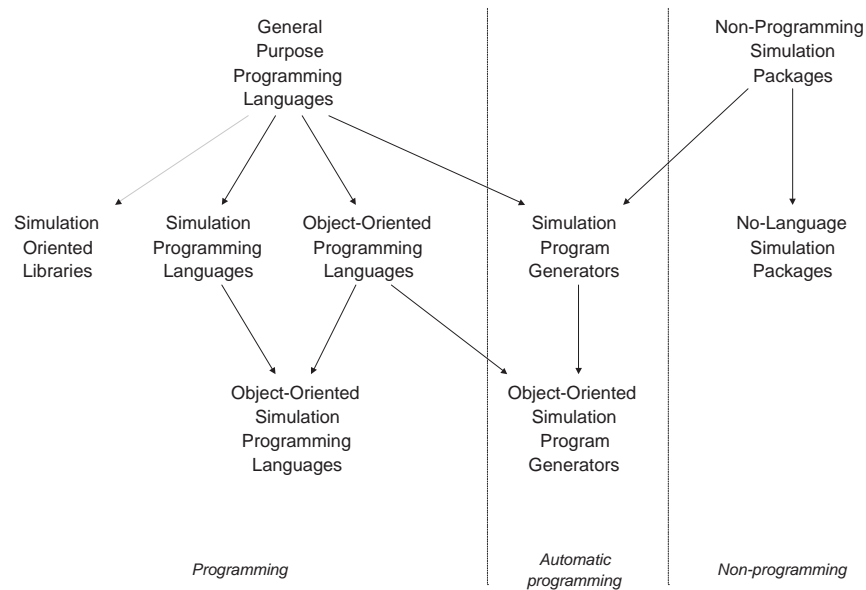 General
Purpose
Programming
Languages
Non-Programming
Simulation
Packages
Simulation
Oriented
Libraries
Simulation
Programming
Languages
Object-Oriented
Programming
Languages
Simulation
Program
Generators
No-Language
Simulation
Packages
Object-Oriented
Simulation
Programming
Languages
Object-Oriented
Simulation
Program
Generators
Programming
Automatic
programming
Non-programming